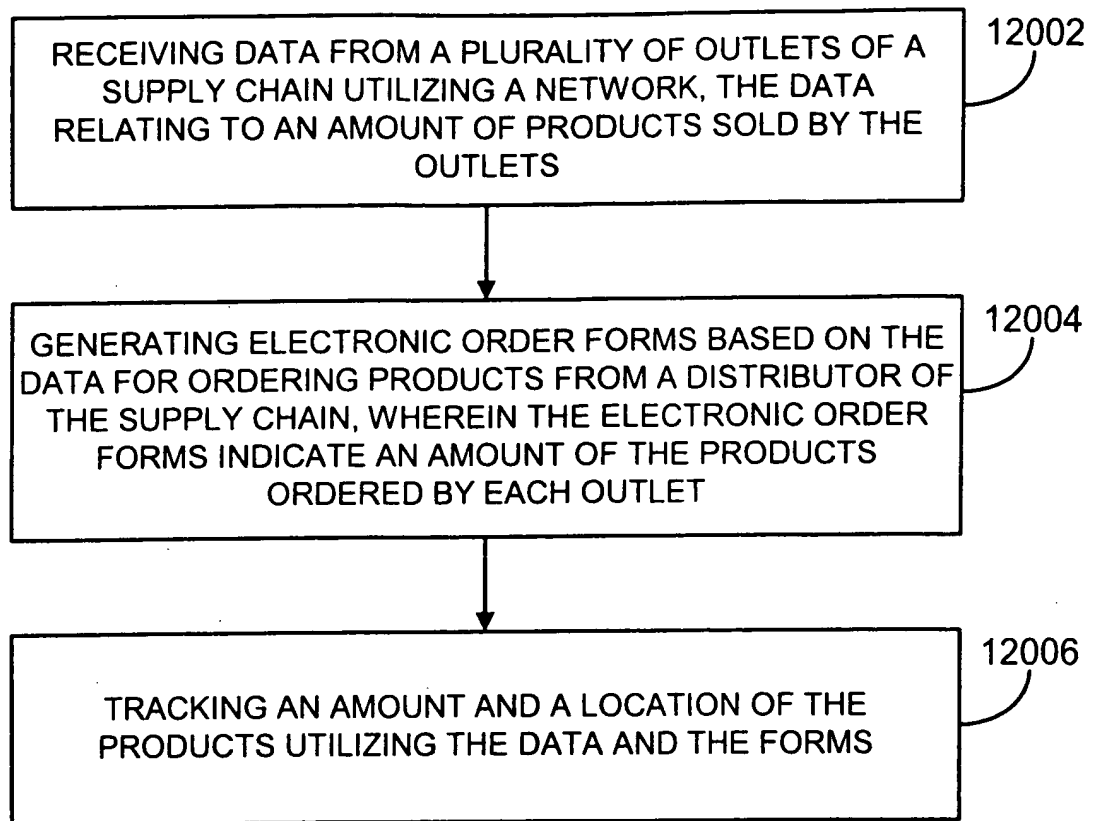 RECEIVING DATA FROM A PLURALITY OF OUTLETS OF A
SUPPLY CHAIN UTILIZING A NETWORK, THE DATA
RELATING TO AN AMOUNT OF PRODUCTS SOLD BY THE
OUTLETS
12002
GENERATING ELECTRONIC ORDER FORMS BASED ON THE
DATA FOR ORDERING PRODUCTS FROM A DISTRIBUTOR OF
THE SUPPLY CHAIN, WHEREIN THE ELECTRONIC ORDER
FORMS INDICATE AN AMOUNT OF THE PRODUCTS
ORDERED BY EACH OUTLET
12004
TRACKING AN AMOUNT AND A LOCATION OF THE
PRODUCTS UTILIZING THE DATA AND THE FORMS
12006